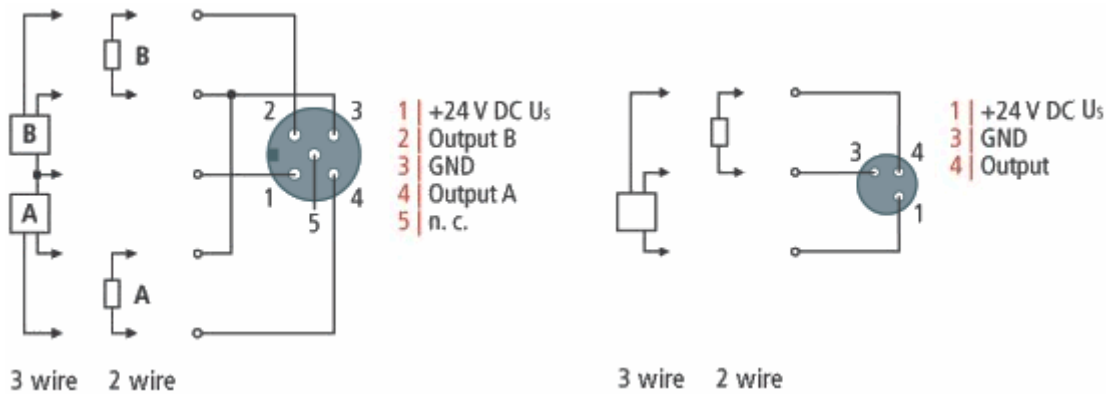 B
2
3
1 | +24 V DC Us
2 | Output B
3 | GND
4 | Output A
5 | n. c.
B
A
1
4
5
A
3 wire
2 wire
3
4
1
1 | +24 V DC Us
3 | GND
4 | Output
3 wire
2 wire